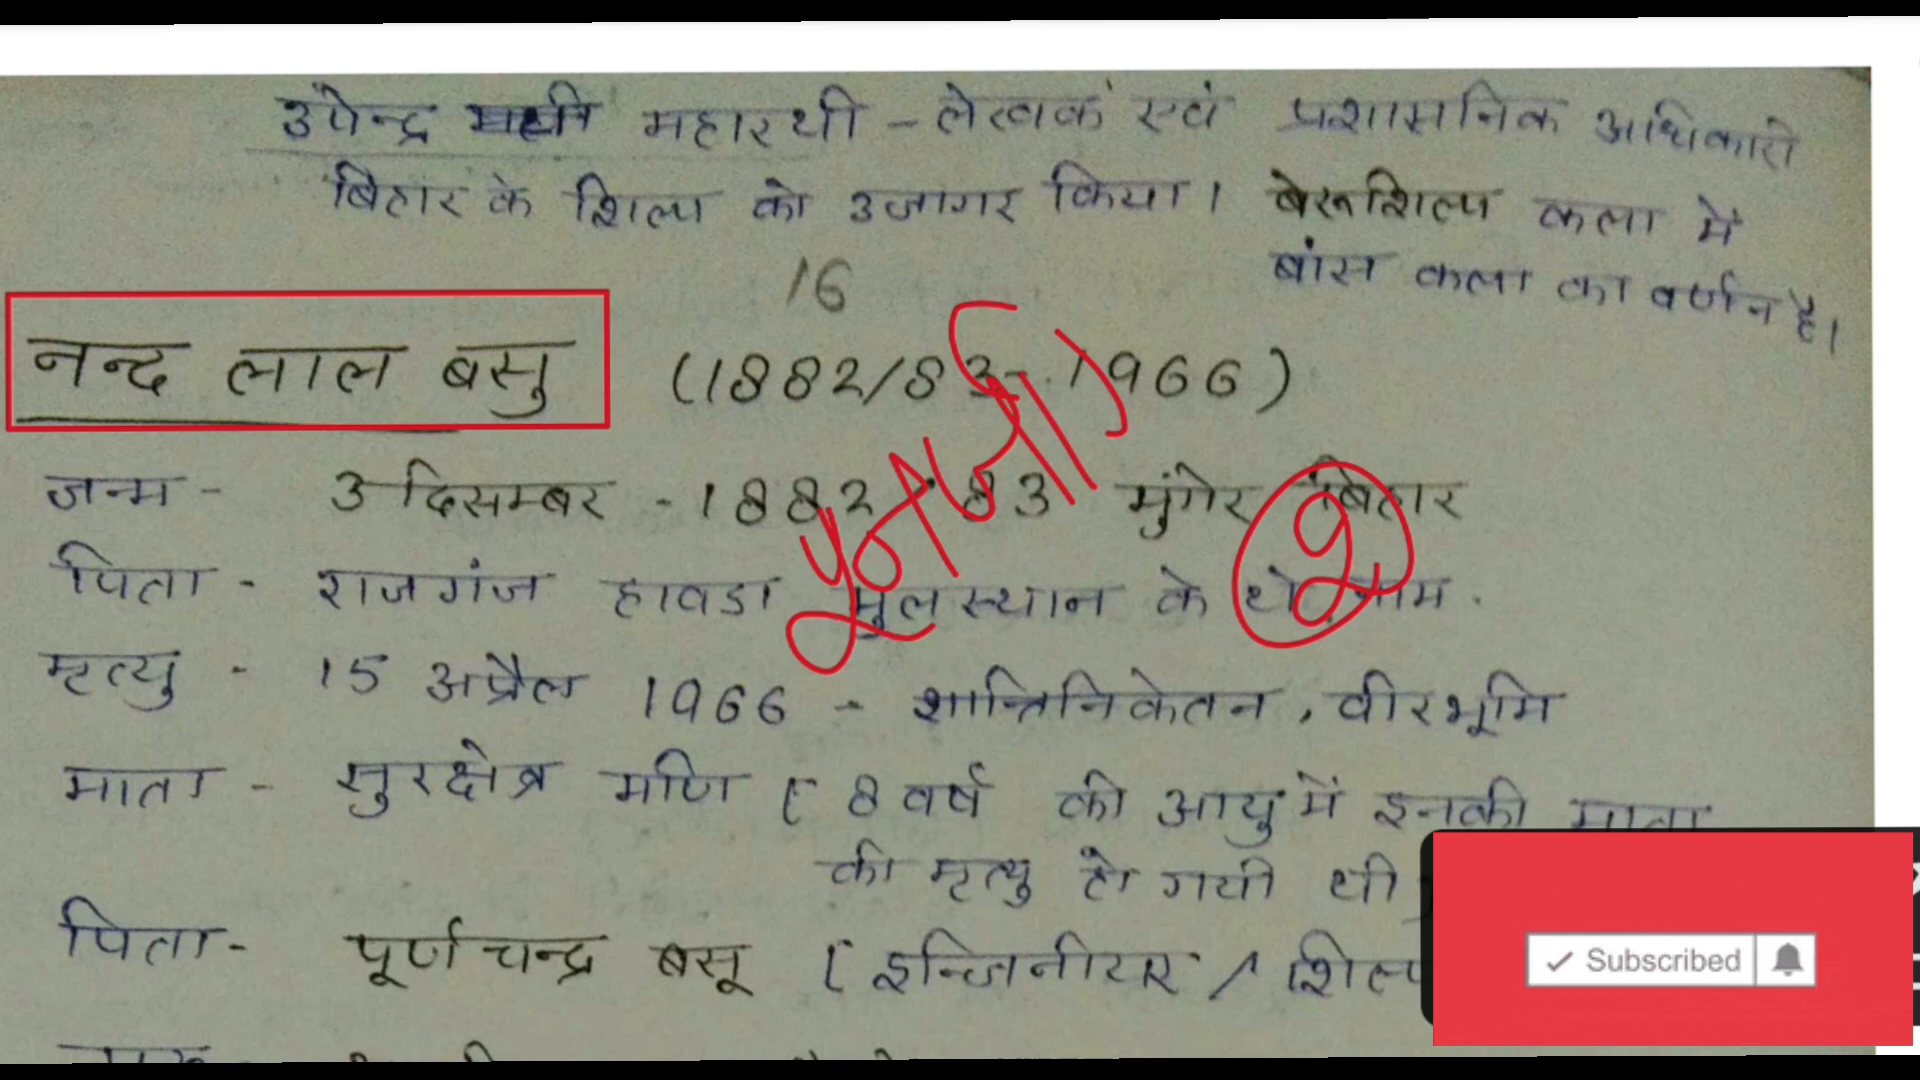 उपेन्द्र महारथी - लेखक एवं प्रशासनिक अधिकारी
बिहार के शिल्प को उजागर किया। बेरूशिल्प कला में
बांस कला का वर्णन है।
16
नन्द लाल बसु (1882/83-1966)
जन्म - 3 दिसम्बर - 1882/83 मुंगेर बिहार
2
पिता - राजगंज हावडा मूलस्थान के थे
मृत्यु - 15 अप्रैल 1966 - शान्तिनिकेतन, वीरभूमि
माता - सुरक्षेत्र मणि ( 8 वर्ष की आयु में इनकी माता
की मृत्यु हो गयी थी
पिता - पूर्ण चन्द्र बसू ( इन्जिनीयर / शिल्प
Subscribed